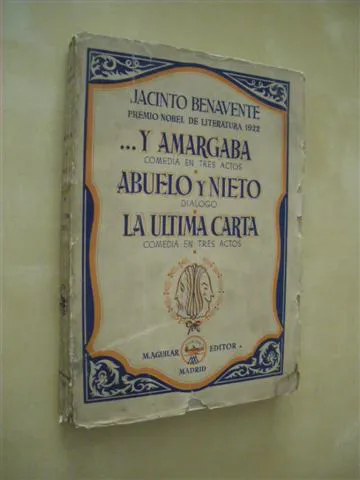 JACINTO BENAVENTE
PREMIO NOBEL DE LITERATURA 1922
...Y AMARGABA
COMEDIA EN TRES ACTOS
ABUELO Y NIETO
DIALOGO
LA ULTIMA CARTA
COMEDIA EN TRES ACTOS
M. AGUILAR EDITOR.
MADRID